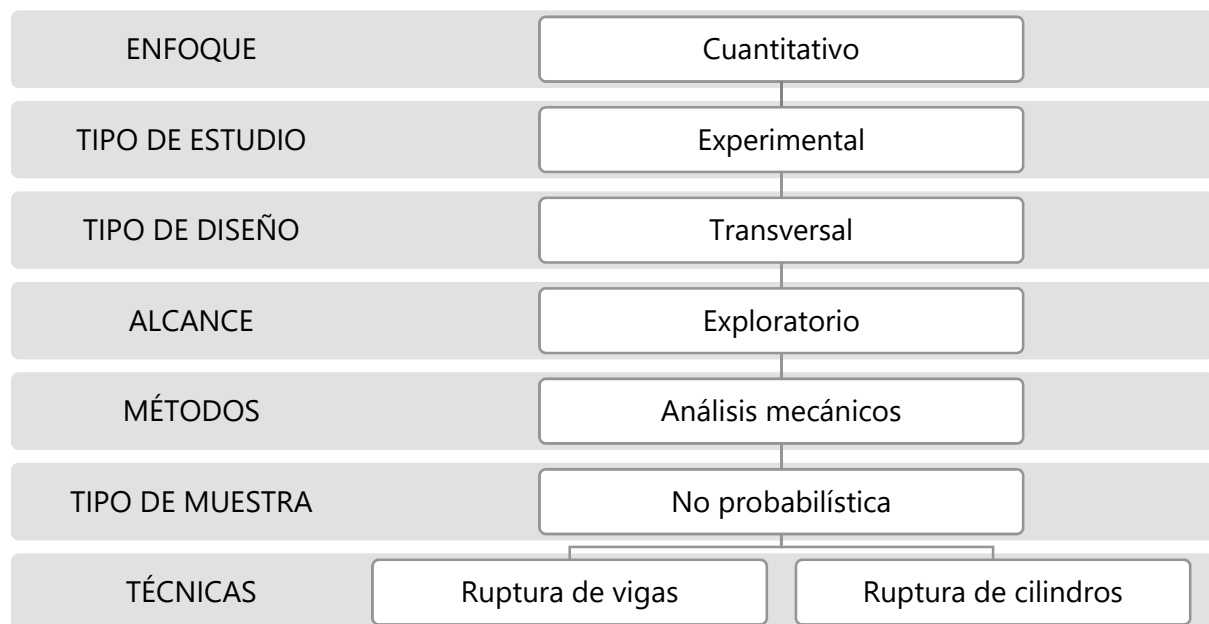 ENFOQUE
Cuantitativo
TIPO DE ESTUDIO
Experimental
TIPO DE DISEÑO
Transversal
ALCANCE
Exploratorio
MÉTODOS
Análisis mecánicos
TIPO DE MUESTRA
No probabilística
TÉCNICAS
Ruptura de vigas
Ruptura de cilindros